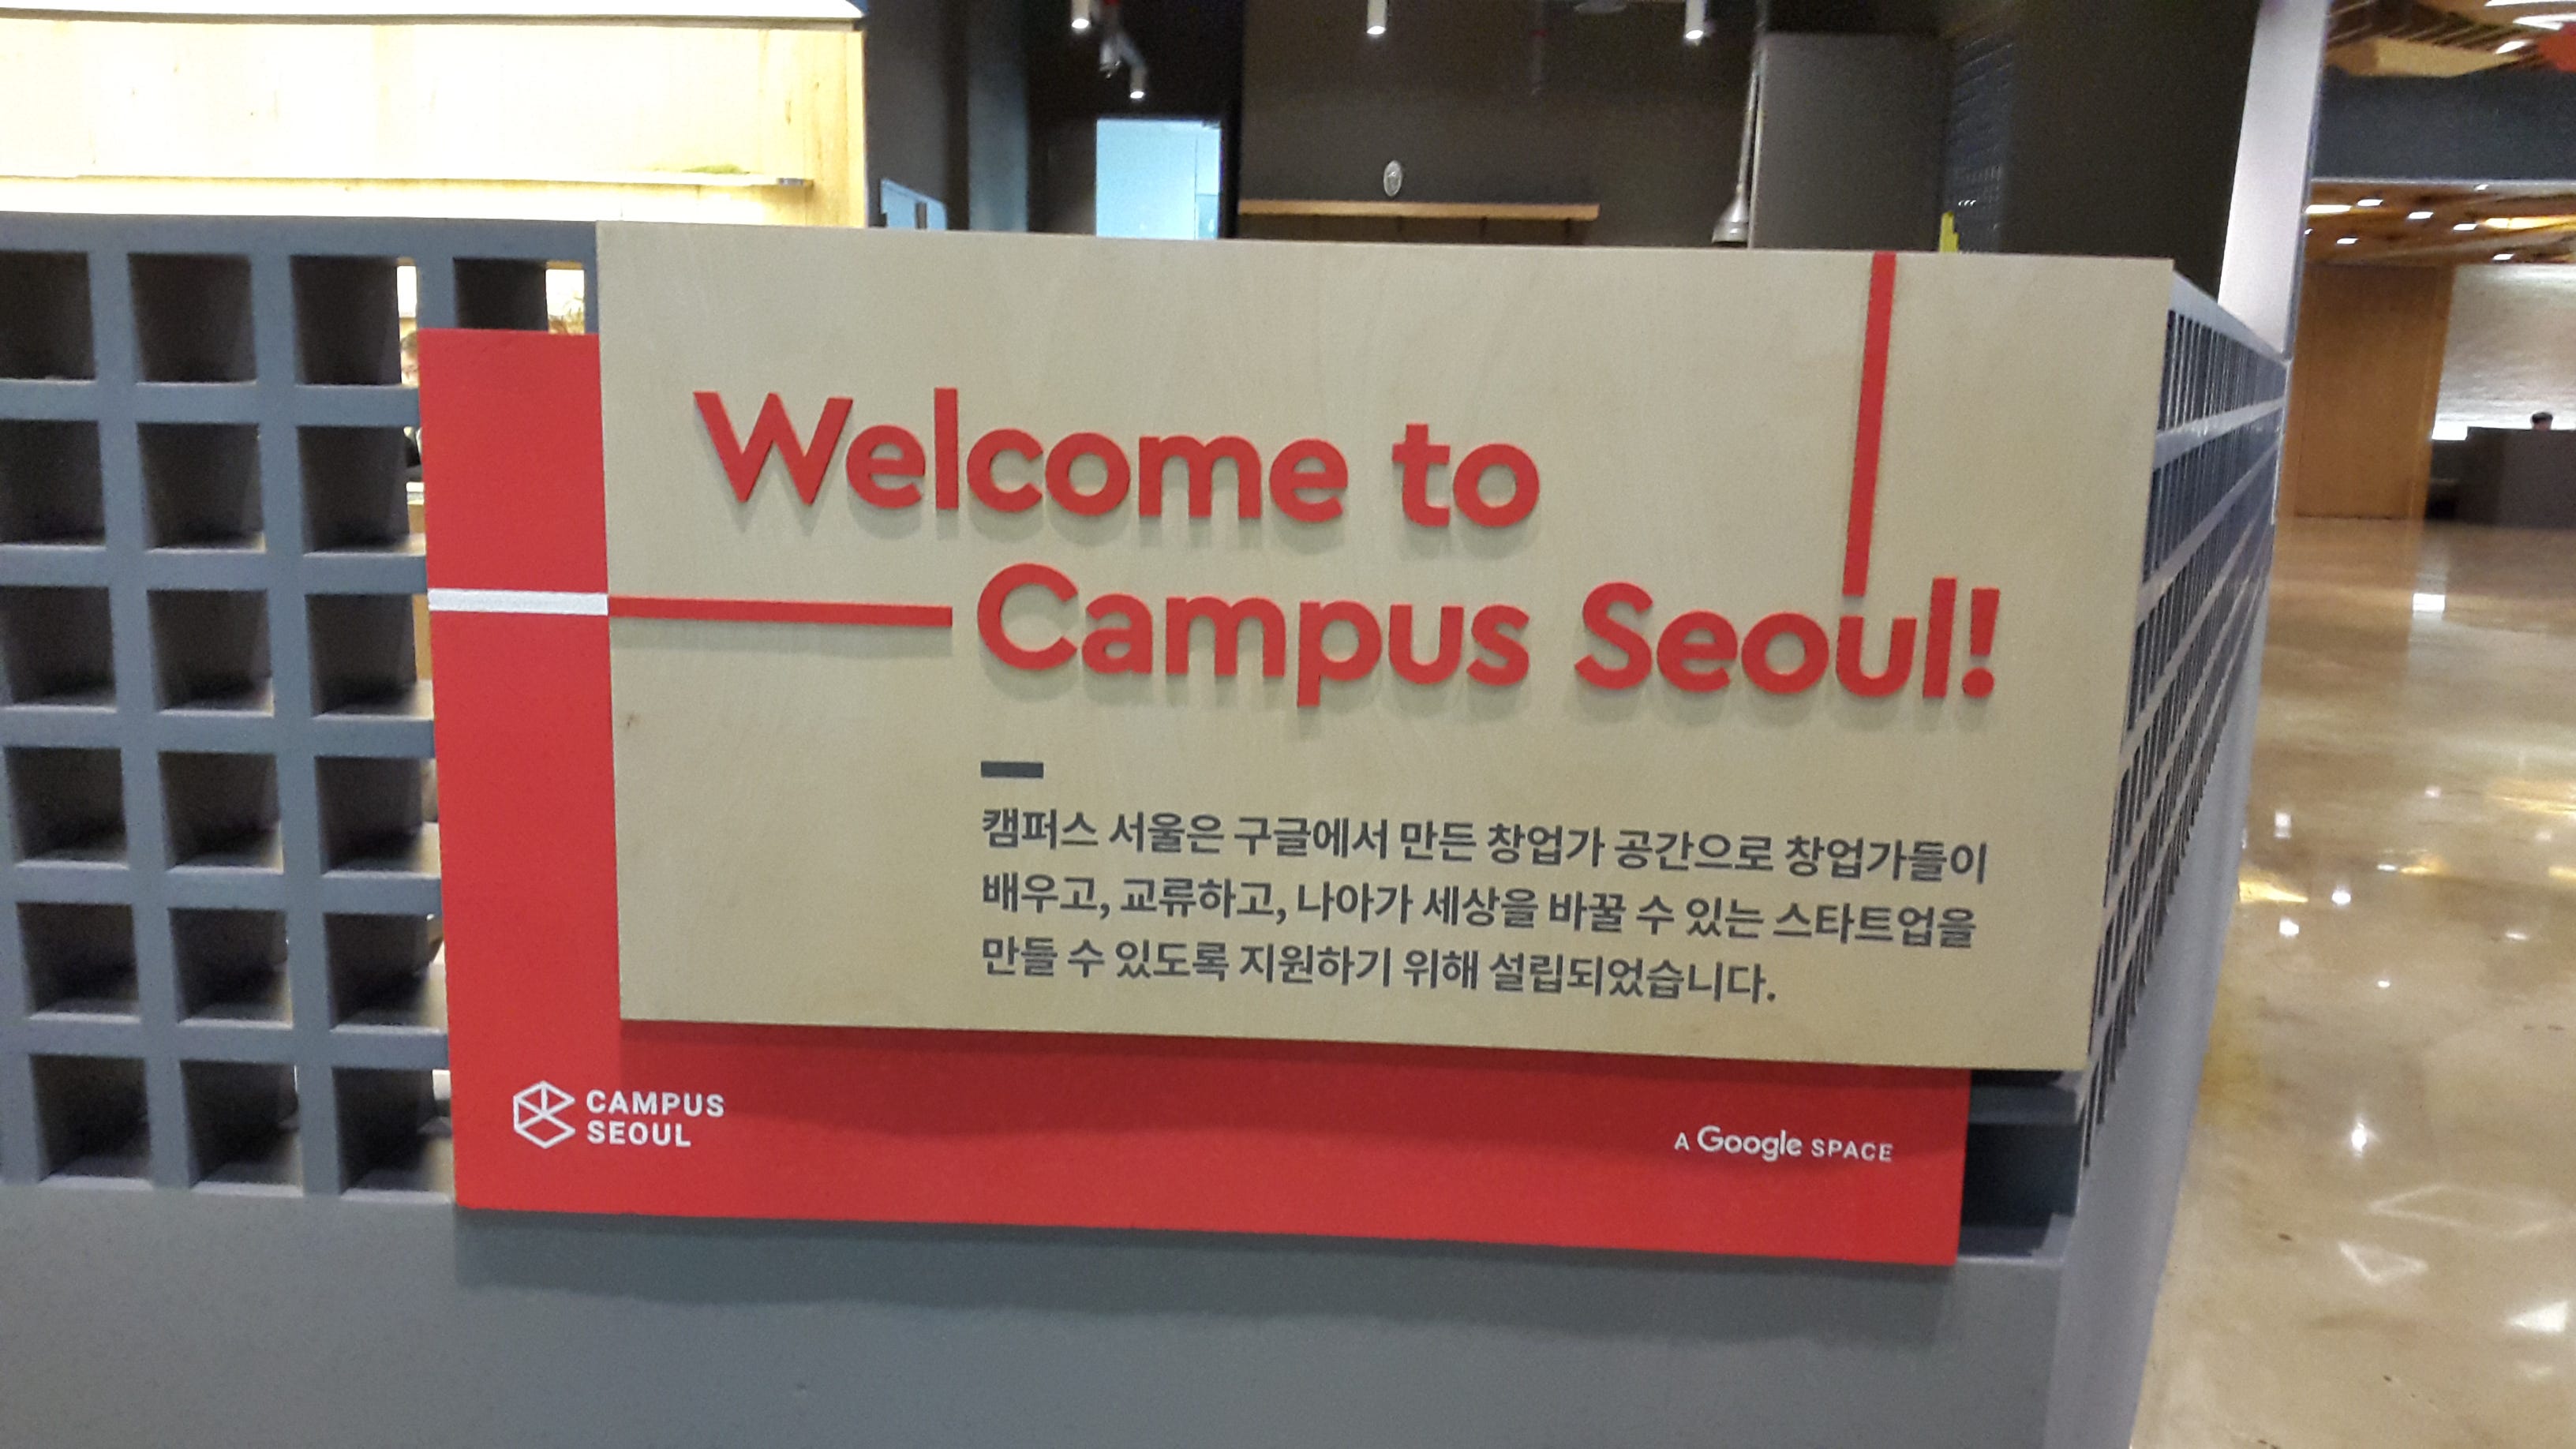 Welcome to
Campus Seoul!
캠퍼스 서울은 구글에서 만든 창업가 공간으로 창업가들이
배우고, 교류하고, 나아가 세상을 바꿀 수 있는 스타트업을
만들 수 있도록 지원하기 위해 설립되었습니다.
CAMPUS
SEOUL
A Google SPACE